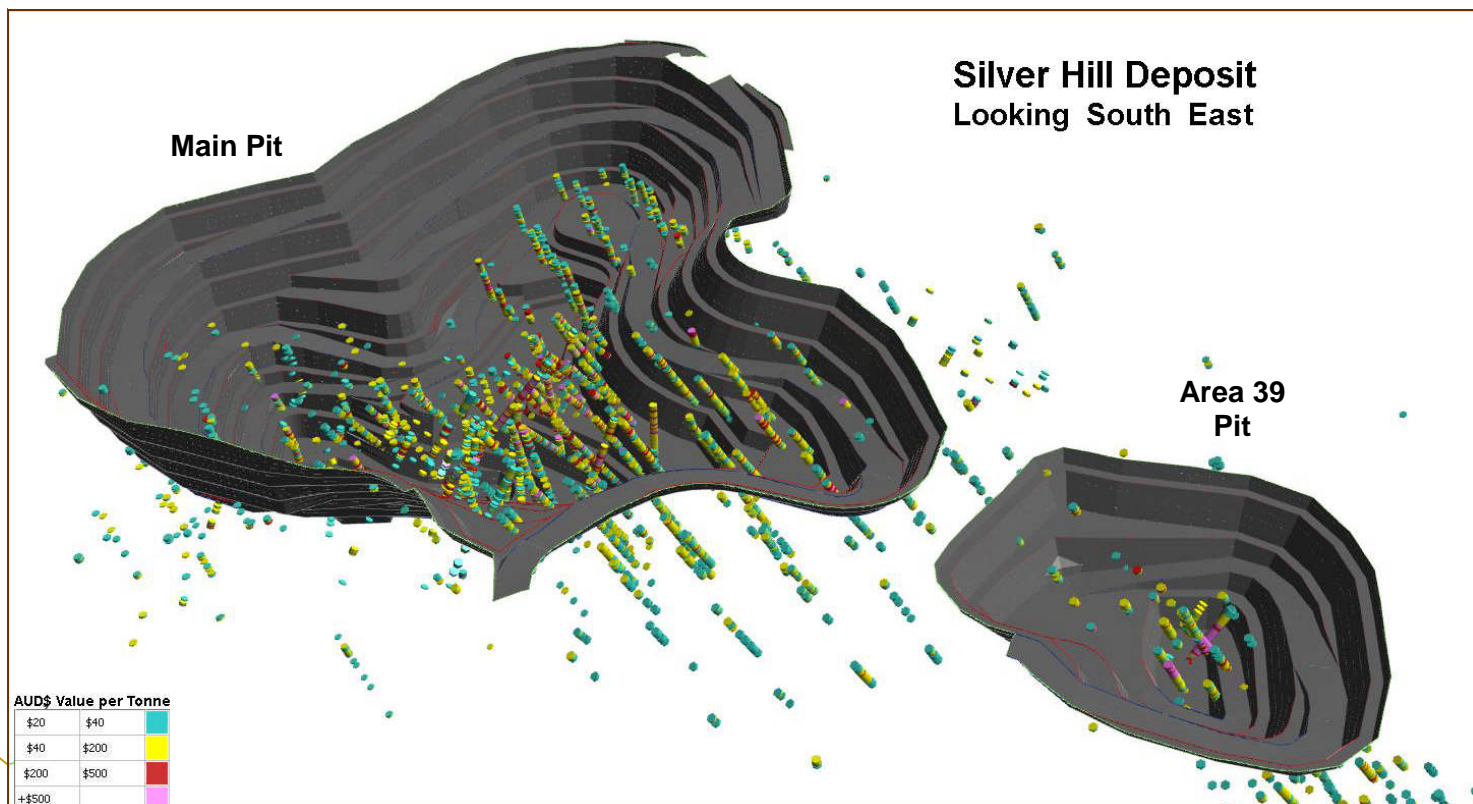 Silver Hill Deposit
Looking South East
Main Pit
Area 39
Pit
AUD$ Value per Tonne
$20 $40
$40 $200
$200 $500
+$500